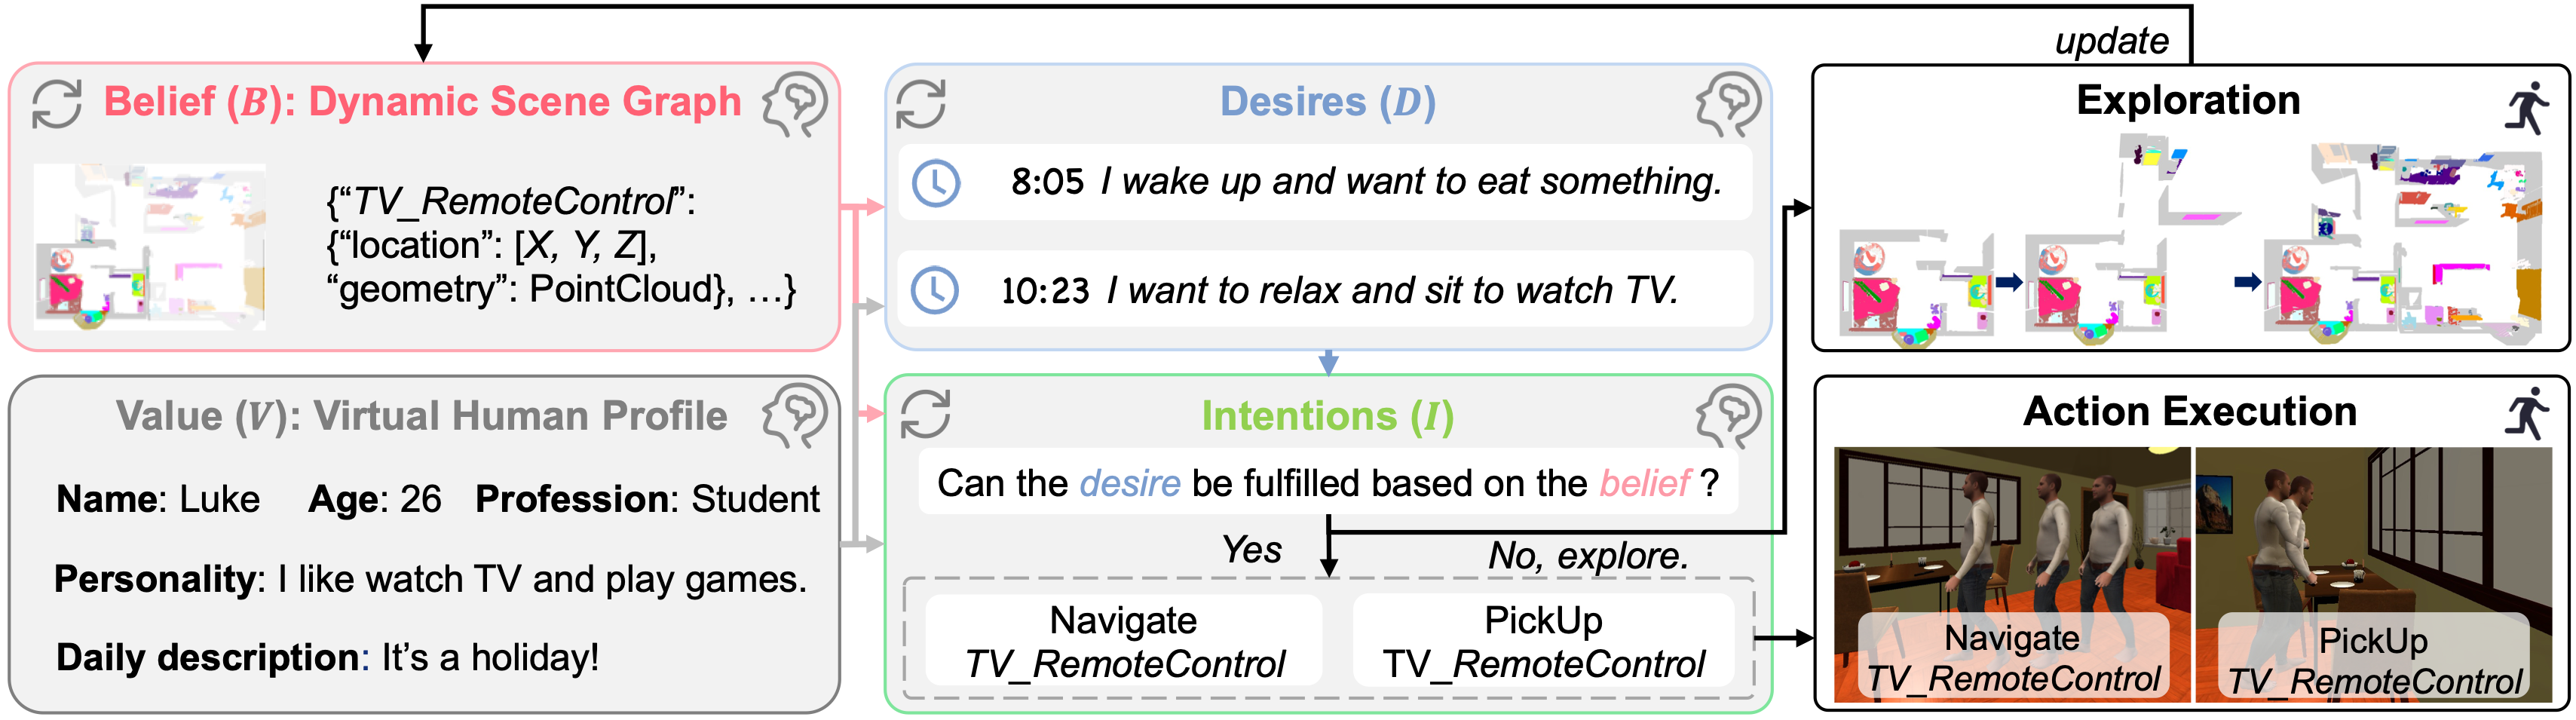 update
Belief (B): Dynamic Scene Graph
{“TV_RemoteControl”:
{“location”: [X, Y, Z],
“geometry”: PointCloud}, …}
Value (V): Virtual Human Profile
Name: Luke Age: 26 Profession: Student
Personality: I like watch TV and play games.
Daily description: It’s a holiday!
Desires (D)
8:05 I wake up and want to eat something.
10:23 I want to relax and sit to watch TV.
Intentions (I)
Can the desire be fulfilled based on the belief ?
Yes
No, explore.
Navigate
TV_RemoteControl
PickUp
TV_RemoteControl
Exploration
Action Execution
Navigate
TV_RemoteControl
PickUp
TV_RemoteControl